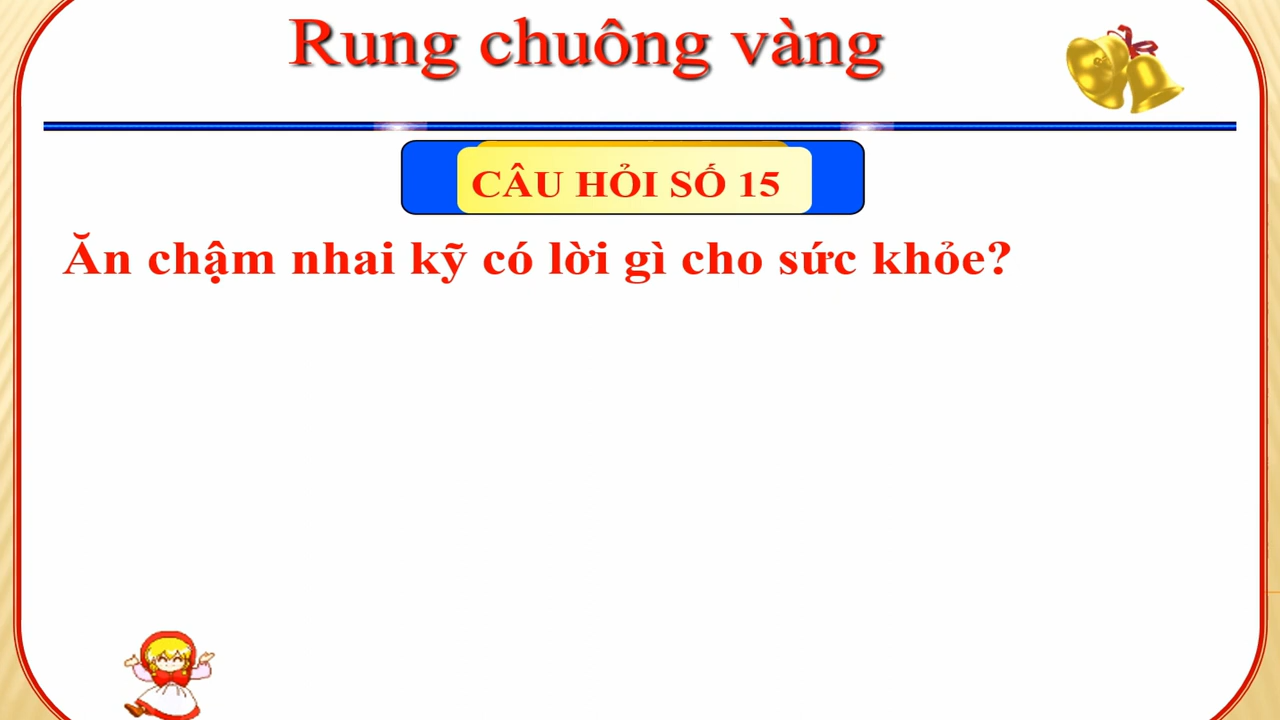 Rung chuông vàng
CÂU HỎI SỐ 15
Ăn chậm nhai kỹ có lời gì cho sức khỏe?